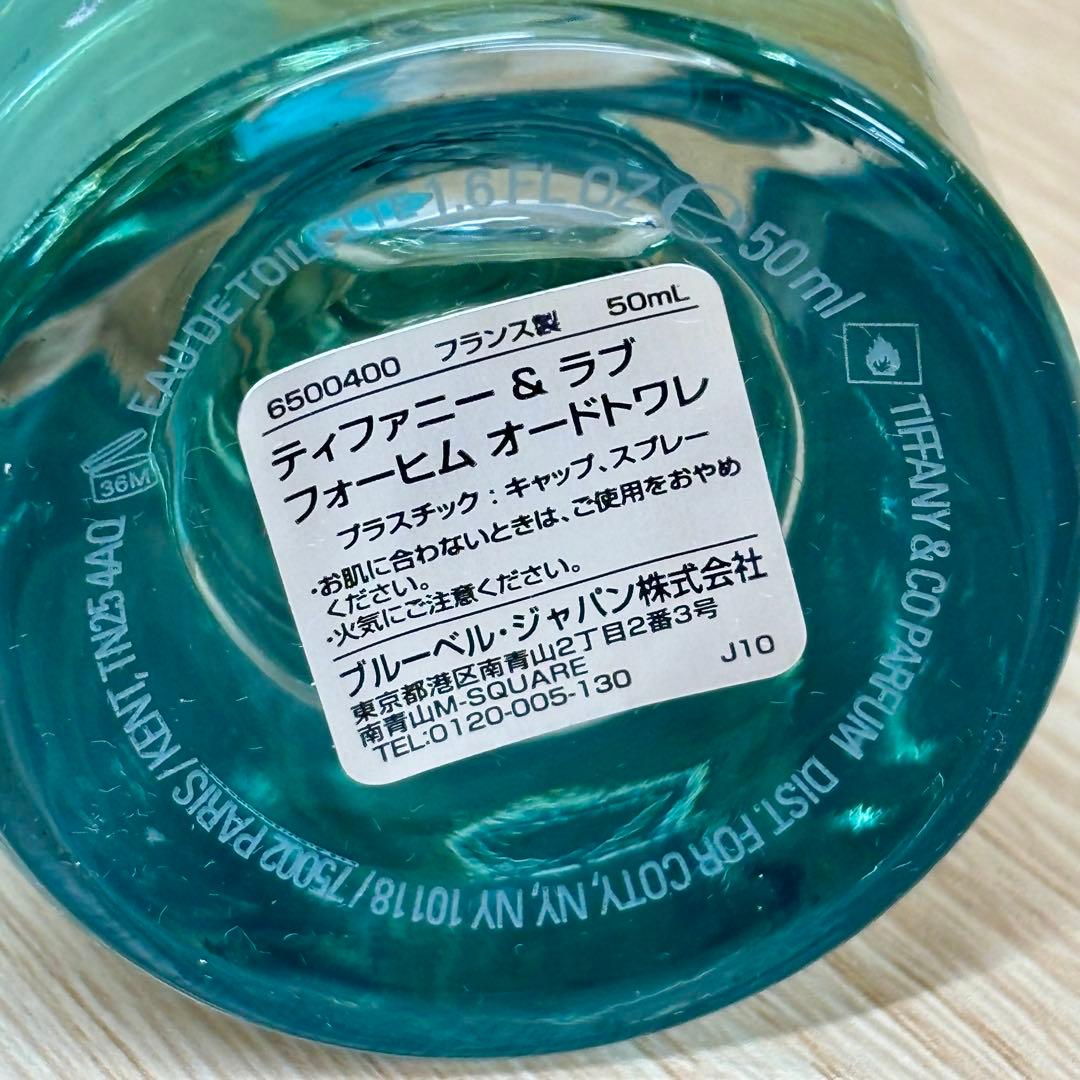 EAU DE TOILETTE 1.6 FL OZ ℮ 50 ml
TIFFANY & CO PARFUM DIST. FOR COTY, NY, NY 10118 / 75002 PARIS / KENT, TN25 4AQ
36M
6500400 フランス製 50mL
ティファニー & ラブ
フォーヒム オードトワレ
プラスチック : キャップ、スプレー
・お肌に合わないときは、ご使用をおやめ
ください。
・火気にご注意ください。
ブルーベル・ジャパン株式会社
東京都港区南青山2丁目2番3号
南青山M-SQUARE J10
TEL:0120-005-130